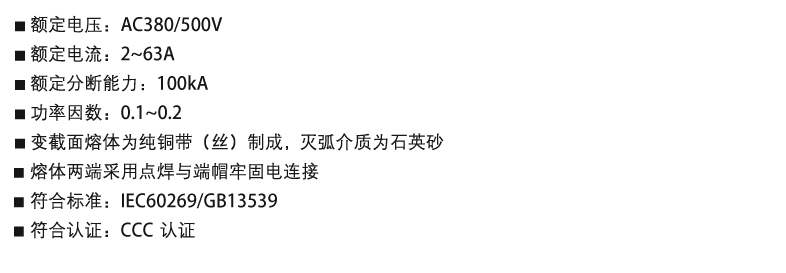 ■ 额定电压：AC380/500V
■ 额定电流：2~63A
■ 额定分断能力：100kA
■ 功率因数：0.1~0.2
■ 变截面熔体为纯铜带（丝）制成，灭弧介质为石英砂
■ 熔体两端采用点焊与端帽牢固电连接
■ 符合标准：IEC60269/GB13539
■ 符合认证：CCC 认证